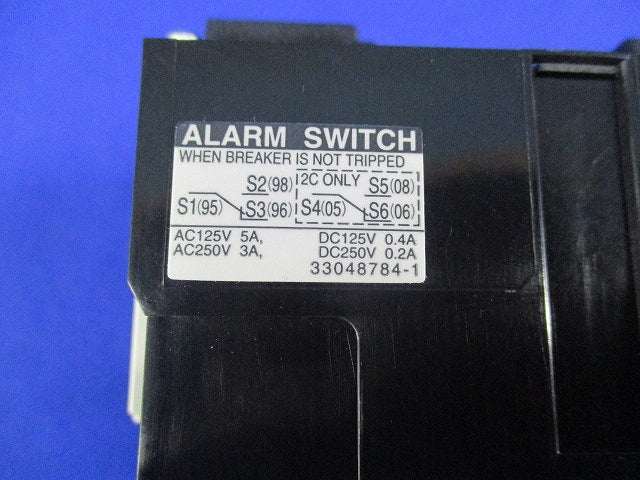 ALARM SWITCH
WHEN BREAKER IS NOT TRIPPED
S2(98) 2C ONLY S5(08)
S1(95) S3(96) S4(05) S6(06)
AC125V 5A, DC125V 0.4A
AC250V 3A, DC250V 0.2A
33048784-1